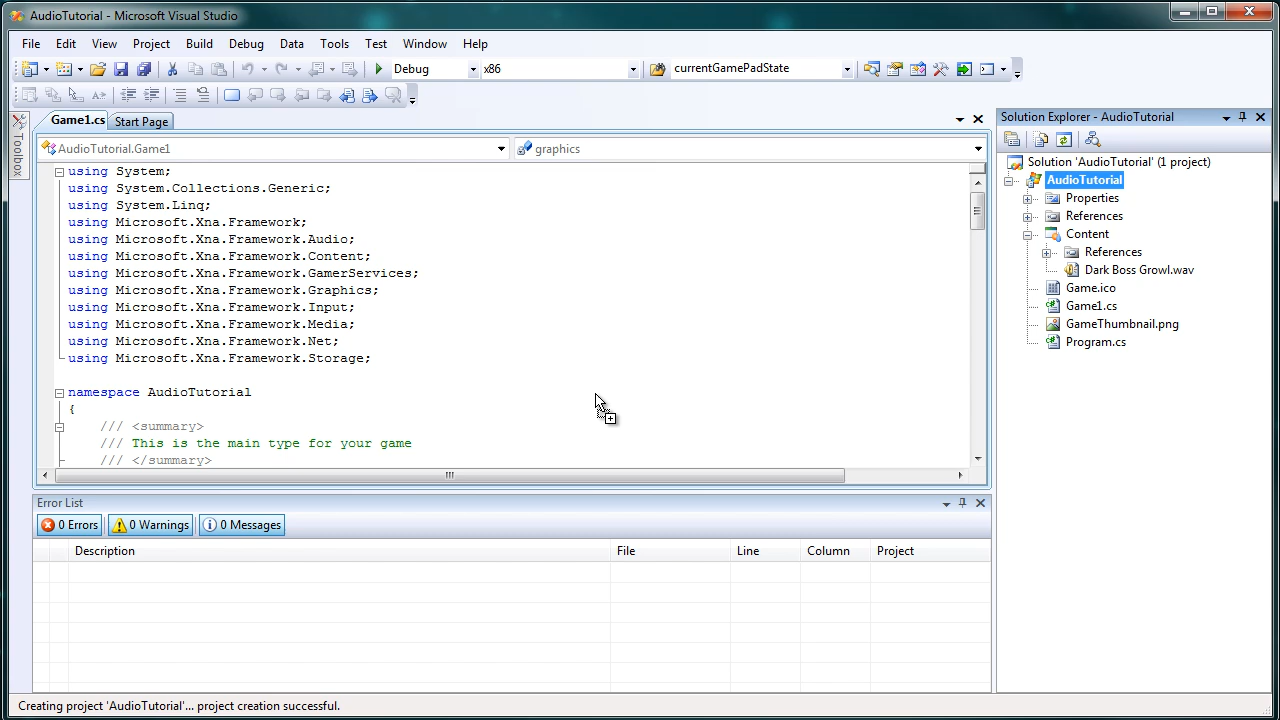 AudioTutorial - Microsoft Visual Studio
File Edit View Project Build Debug Data Tools Test Window Help
Debug x86 currentGamePadState
Game1.cs Start Page
AudioTutorial.Game1 graphics
Toolbox
using System;
using System.Collections.Generic;
using System.Linq;
using Microsoft.Xna.Framework;
using Microsoft.Xna.Framework.Audio;
using Microsoft.Xna.Framework.Content;
using Microsoft.Xna.Framework.GamerServices;
using Microsoft.Xna.Framework.Graphics;
using Microsoft.Xna.Framework.Input;
using Microsoft.Xna.Framework.Media;
using Microsoft.Xna.Framework.Net;
using Microsoft.Xna.Framework.Storage;
namespace AudioTutorial
{
/// <summary>
/// This is the main type for your game
/// </summary>
Error List
0 Errors 0 Warnings 0 Messages
Description File Line Column Project
Solution Explorer - AudioTutorial
Solution 'AudioTutorial' (1 project)
AudioTutorial
Properties
References
Content
References
Dark Boss Growl.wav
Game.ico
Game1.cs
GameThumbnail.png
Program.cs
Creating project 'AudioTutorial'... project creation successful.